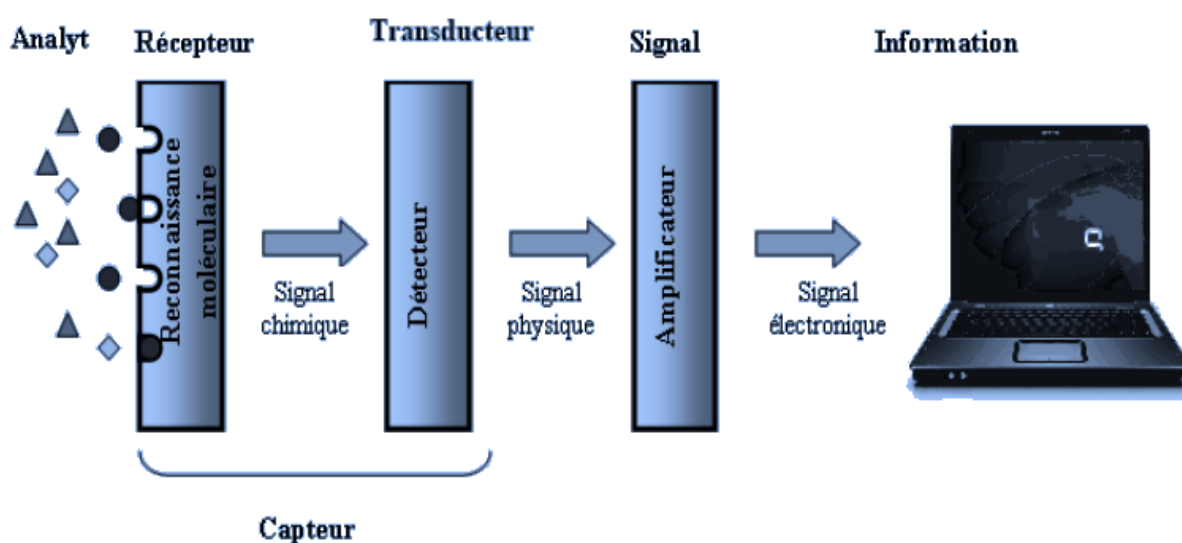 Analyt
Récepteur
Transducteur
Signal
Information
Reconnaissance
moléculaire
Signal
chimique
Détecteur
Signal
physique
Amplificateur
Signal
électronique
Capteur